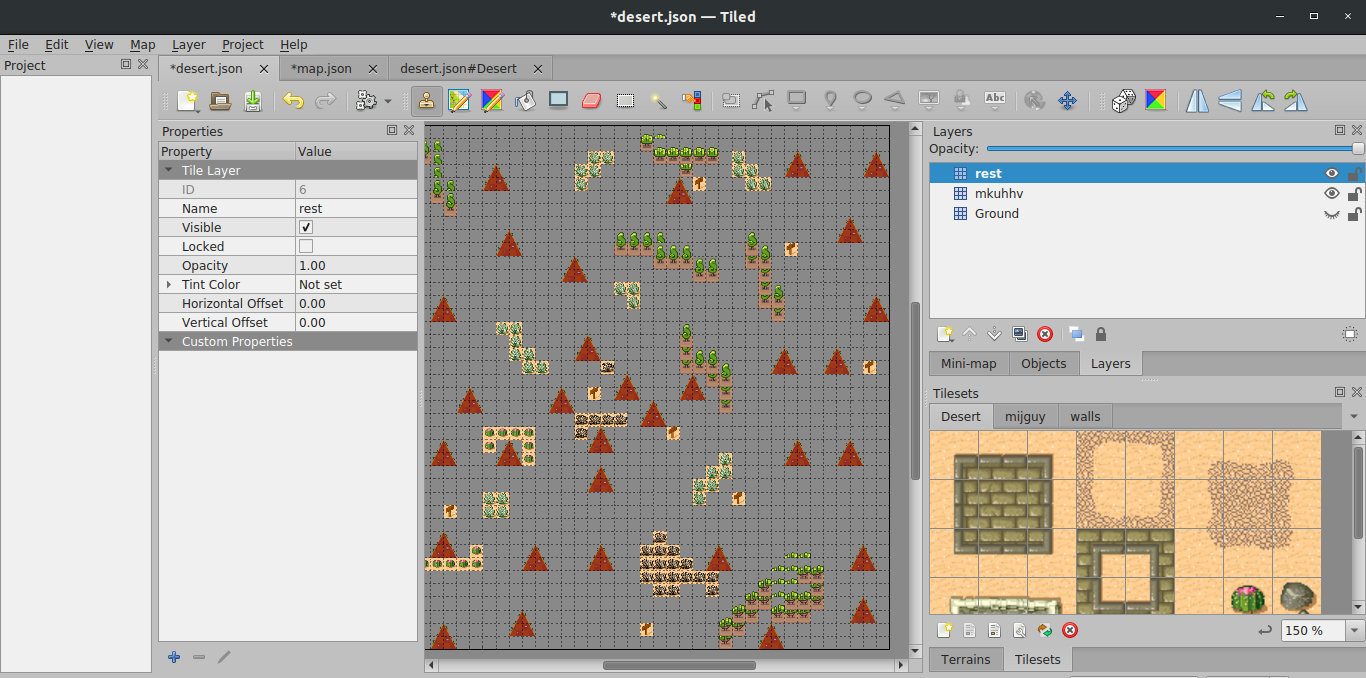 *desert.json — Tiled
File Edit View Map Layer Project Help
Project
*desert.json *map.json desert.json#Desert
Abc
Properties
Property Value
Tile Layer
ID 6
Name rest
Visible
Locked
Opacity 1.00
Tint Color Not set
Horizontal Offset 0.00
Vertical Offset 0.00
Custom Properties
Layers
Opacity:
rest
mkuhhv
Ground
Mini-map Objects Layers
Tilesets
Desert mijguy walls
150 %
Terrains Tilesets